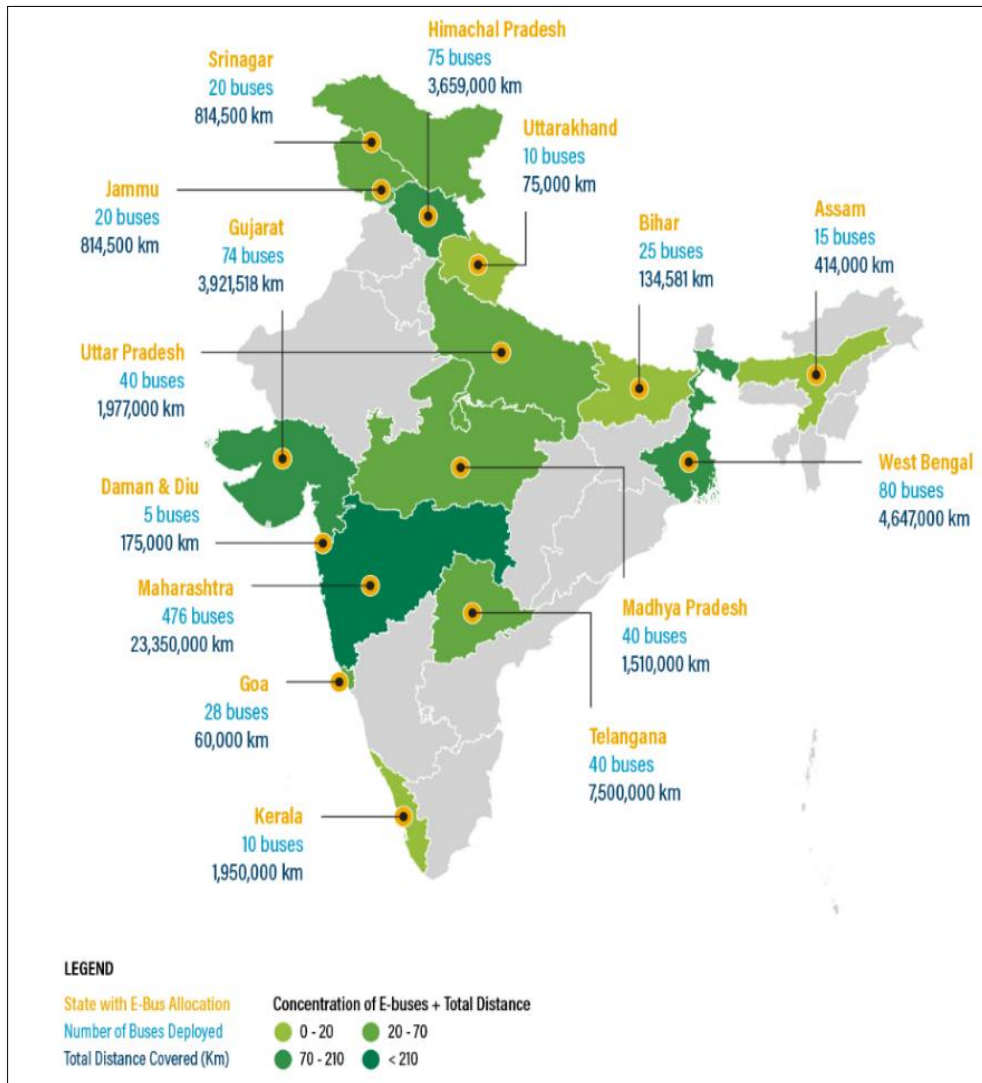 Himachal Pradesh
75 buses
3,659,000 km
Srinagar
20 buses
814,500 km
Uttarakhand
10 buses
75,000 km
Jammu
20 buses
814,500 km
Bihar
25 buses
134,581 km
Assam
15 buses
414,000 km
Gujarat
74 buses
3,921,518 km
Uttar Pradesh
40 buses
1,977,000 km
West Bengal
80 buses
4,647,000 km
Daman & Diu
5 buses
175,000 km
Maharashtra
476 buses
23,350,000 km
Madhya Pradesh
40 buses
1,510,000 km
Goa
28 buses
60,000 km
Telangana
40 buses
7,500,000 km
Kerala
10 buses
1,950,000 km
LEGEND
State with E-Bus Allocation
Number of Buses Deployed
Total Distance Covered (Km)
Concentration of E-buses + Total Distance
0 - 20
20 - 70
70 - 210
< 210